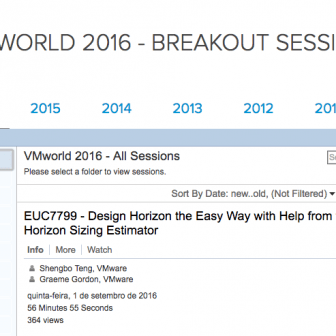 WORLD 2016 - BREAKOUT SESSI
2015 2014 2013 2012 201
VMworld 2016 - All Sessions
Please select a folder to view sessions.
Sort By Date: new..old, (Not Filtered)
EUC7799 - Design Horizon the Easy Way with Help from
Horizon Sizing Estimator
Info More Watch
Shengbo Teng, VMware
Graeme Gordon, VMware
quinta-feira, 1 de setembro de 2016
56 Minutes 55 Seconds
364 views